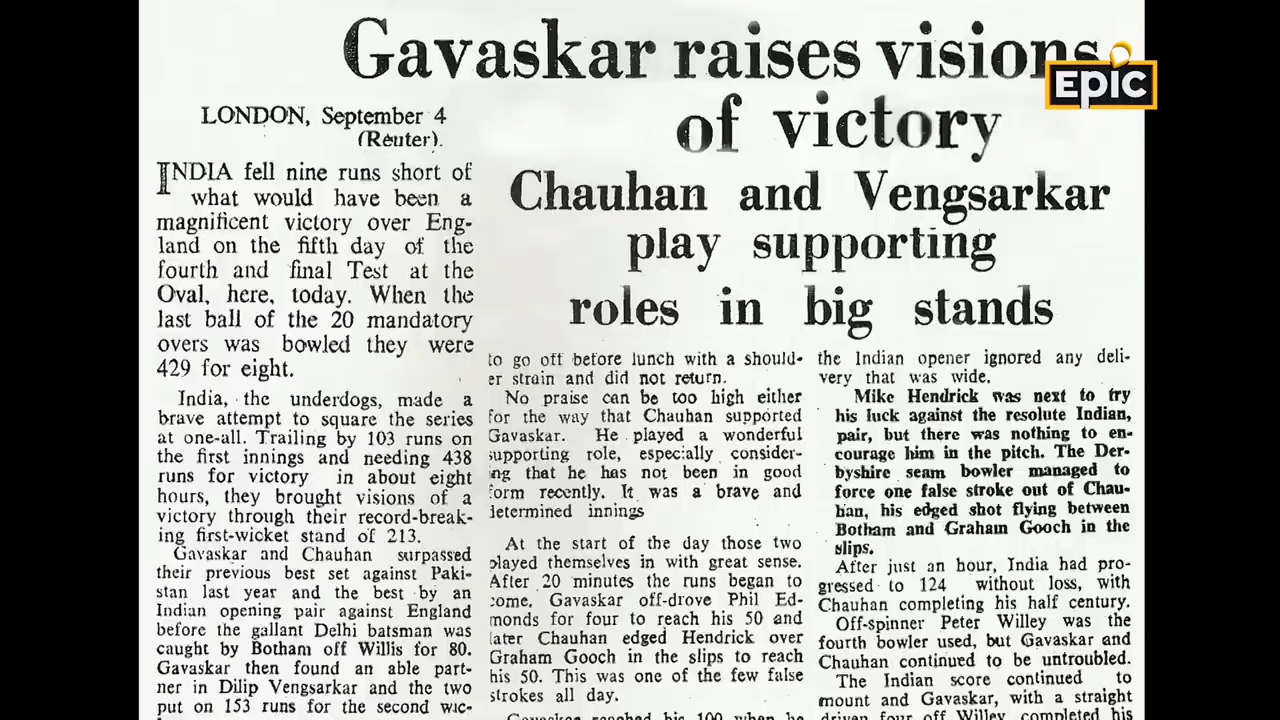 Gavaskar raises visions
of victory
Chauhan and Vengsarkar
play supporting
roles in big stands
EPIC
LONDON, September 4
(Reuter).
INDIA fell nine runs short of
what would have been a
magnificent victory over Eng-
land on the fifth day of the
fourth and final Test at the
Oval, here, today. When the
last ball of the 20 mandatory
overs was bowled they were
429 for eight.
India, the underdogs, made a
brave attempt to square the series
at one-all. Trailing by 103 runs on
the first innings and needing 438
runs for victory in about eight
hours, they brought visions of a
victory through their record-break-
ing first-wicket stand of 213.
Gavaskar and Chauhan surpassed
their previous best set against Paki-
stan last year and the best by an
Indian opening pair against England
before the gallant Delhi batsman was
caught by Botham off Willis for 80.
Gavaskar then found an able part-
ner in Dilip Vengsarkar and the two
put on 153 runs for the second wic-
to go off before lunch with a should-
er strain and did not return.
No praise can be too high either
for the way that Chauhan supported
Gavaskar. He played a wonderful
supporting role, especially consider-
ing that he has not been in good
form recently. It was a brave and
determined innings
At the start of the day those two
played themselves in with great sense.
After 20 minutes the runs began to
come. Gavaskar off-drove Phil Ed-
monds for four to reach his 50 and
later Chauhan edged Hendrick over
Graham Gooch in the slips to reach
his 50. This was one of the few false
strokes all day.
Gavaskar reached his 100 when he
the Indian opener ignored any deli-
very that was wide.
Mike Hendrick was next to try
his luck against the resolute Indian,
pair, but there was nothing to en-
courage him in the pitch. The Der-
byshire seam bowler managed to
force one false stroke out of Chau-
han, his edged shot flying between
Botham and Graham Gooch in the
slips.
After just an hour, India had pro-
gressed to 124 without loss, with
Chauhan completing his half century.
Off-spinner Peter Willey was the
fourth bowler used, but Gavaskar and
Chauhan continued to be untroubled.
The Indian score continued to
mount and Gavaskar, with a straight
driven four off Willey, completed his